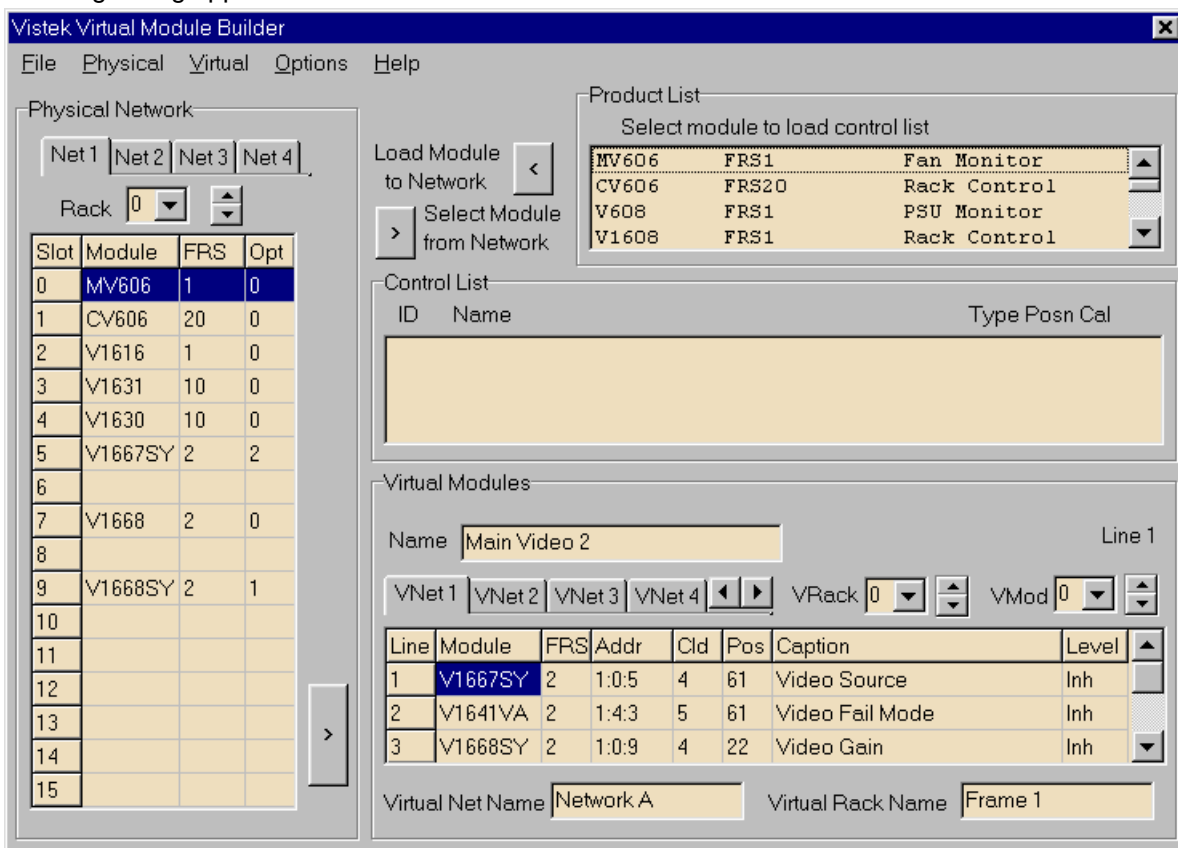 Vistek Virtual Module Builder
File Physical Virtual Options Help
Physical Network
Net 1 Net 2 Net 3 Net 4
Rack 0
Slot Module FRS Opt
0 MV606 1 0
1 CV606 20 0
2 V1616 1 0
3 V1631 10 0
4 V1630 10 0
5 V1667SY 2 2
6
7 V1668 2 0
8
9 V1668SY 2 1
10
11
12
13
14
15
>
Load Module <
to Network
> Select Module
from Network
Product List
Select module to load control list
MV606 FRS1 Fan Monitor
CV606 FRS20 Rack Control
V608 FRS1 PSU Monitor
V1608 FRS1 Rack Control
Control List
ID Name Type Posn Cal
Virtual Modules
Name Main Video 2 Line 1
VNet 1 VNet 2 VNet 3 VNet 4 VRack 0 VMod 0
Line Module FRS Addr Cld Pos Caption Level
1 V1667SY 2 1:0:5 4 61 Video Source Inh
2 V1641VA 2 1:4:3 5 61 Video Fail Mode Inh
3 V1668SY 2 1:0:9 4 22 Video Gain Inh
Virtual Net Name Network A Virtual Rack Name Frame 1